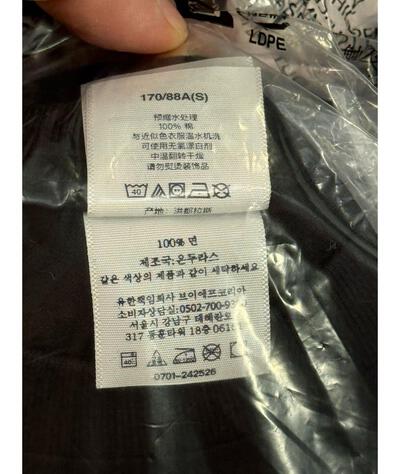 LDPE
170/88A(S)
预缩水处理
100% 棉
与近似色衣服温水机洗
可使用无氯漂白剂
中温翻转干燥
请勿熨烫装饰品
40
产地: 洪都拉斯
100% 면
제조국:온두라스
같은 색상의 제품과 같이 세탁하세요
유한책임회사 브이에프코리아
소비자상담실:0502-700-9
서울시 강남구 테헤란로
317 동훈타워 18층 061
40
0701-242526